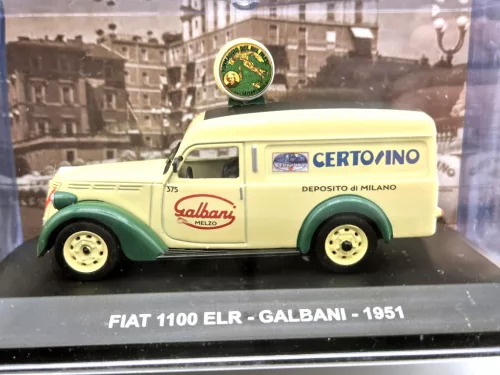 CERTOSINO
375
DEPOSITO di MILANO
Galbani
MELZO
FIAT 1100 ELR - GALBANI - 1951